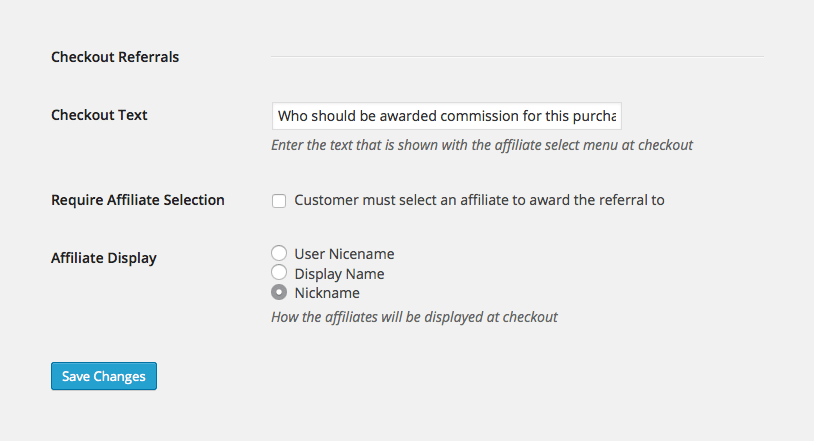 Checkout Referrals
Checkout Text
Who should be awarded commission for this purcha
Enter the text that is shown with the affiliate select menu at checkout
Require Affiliate Selection
Customer must select an affiliate to award the referral to
Affiliate Display
User Nicename
Display Name
Nickname
How the affiliates will be displayed at checkout
Save Changes